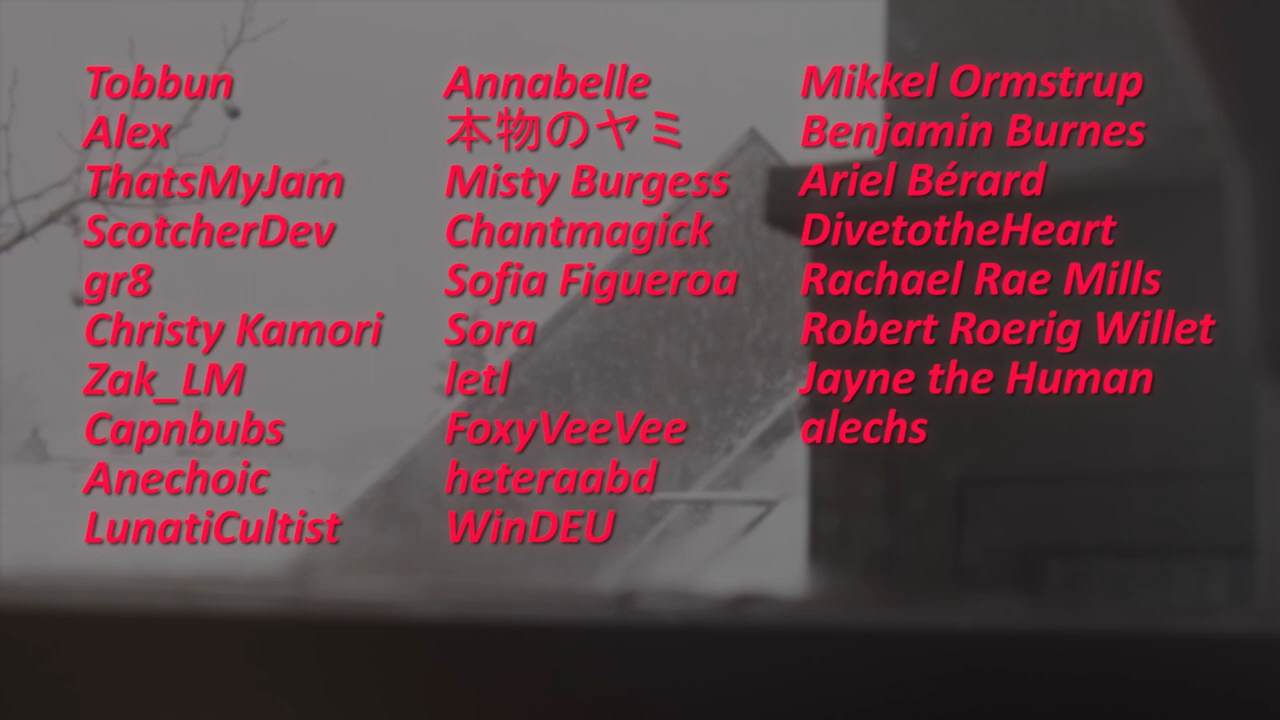 Tobbun
Alex
ThatsMyJam
ScotcherDev
gr8
Christy Kamori
Zak_LM
Capnbubs
Anechoic
LunatiCultist
Annabelle
本物のヤミ
Misty Burgess
Chantmagick
Sofia Figueroa
Sora
letl
FoxyVeeVee
heteraabd
WinDEU
Mikkel Ormstrup
Benjamin Burnes
Ariel Bérard
DivetotheHeart
Rachael Rae Mills
Robert Roerig Willet
Jayne the Human
alechs